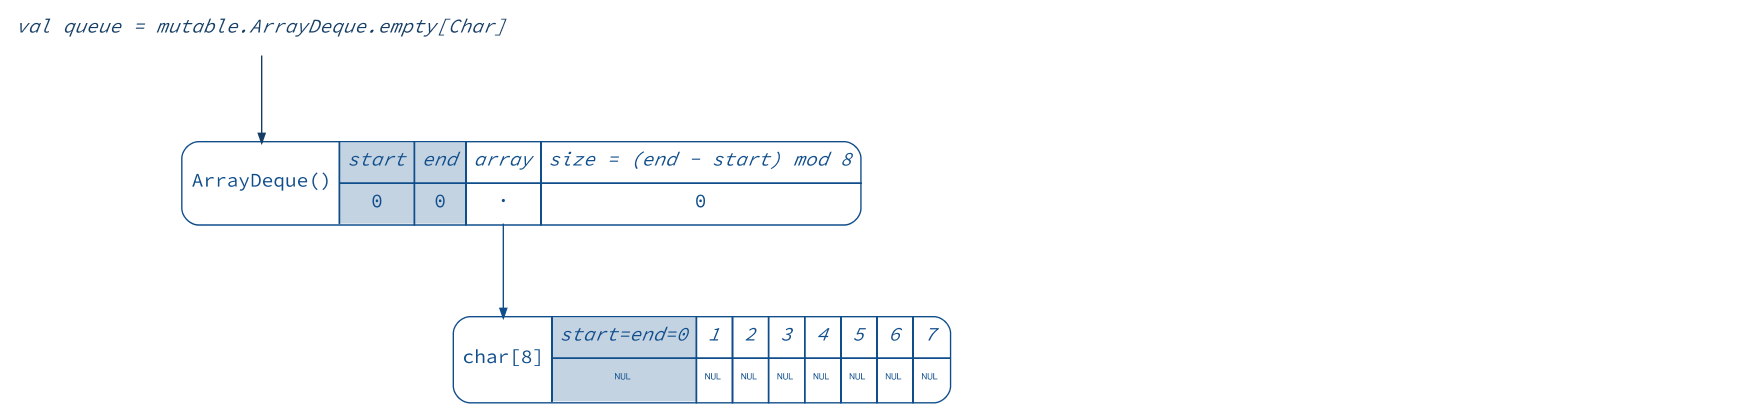 val queue = mutable.ArrayDeque.empty[Char]
start end array size = (end − start) mod 8
ArrayDeque()
0 0 · 0
start=end=0 1 2 3 4 5 6 7
char[8]
NUL NUL NUL NUL NUL NUL NUL NUL